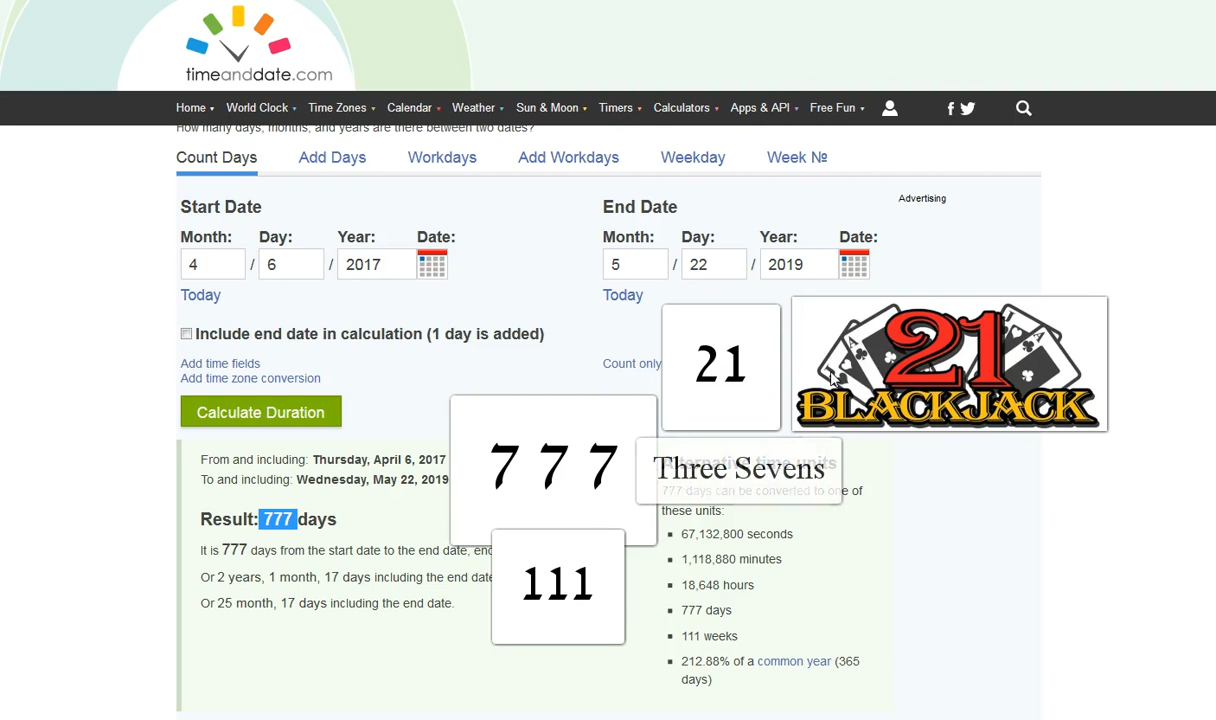 timeanddate.com
Home World Clock Time Zones Calendar Weather Sun & Moon Timers Calculators Apps & API Free Fun
How many days, months, and years are there between two dates?
Count Days Add Days Workdays Add Workdays Weekday Week №
Advertising
Start Date End Date
Month: Day: Year: Date: Month: Day: Year: Date:
4 / 6 / 2017 5 / 22 / 2019
Today Today
Include end date in calculation (1 day is added)
Add time fields Count only
Add time zone conversion
Calculate Duration
21
21
BLACKJACK
From and including: Thursday, April 6, 2017
To and including: Wednesday, May 22, 2019
Result: 777 days
It is 777 days from the start date to the end date, end
Or 2 years, 1 month, 17 days including the end date
Or 25 month, 17 days including the end date.
7 7 7
Three Sevens
111
Alternative time units
777 days can be converted to one of
these units:
67,132,800 seconds
1,118,880 minutes
18,648 hours
777 days
111 weeks
212.88% of a common year (365
days)